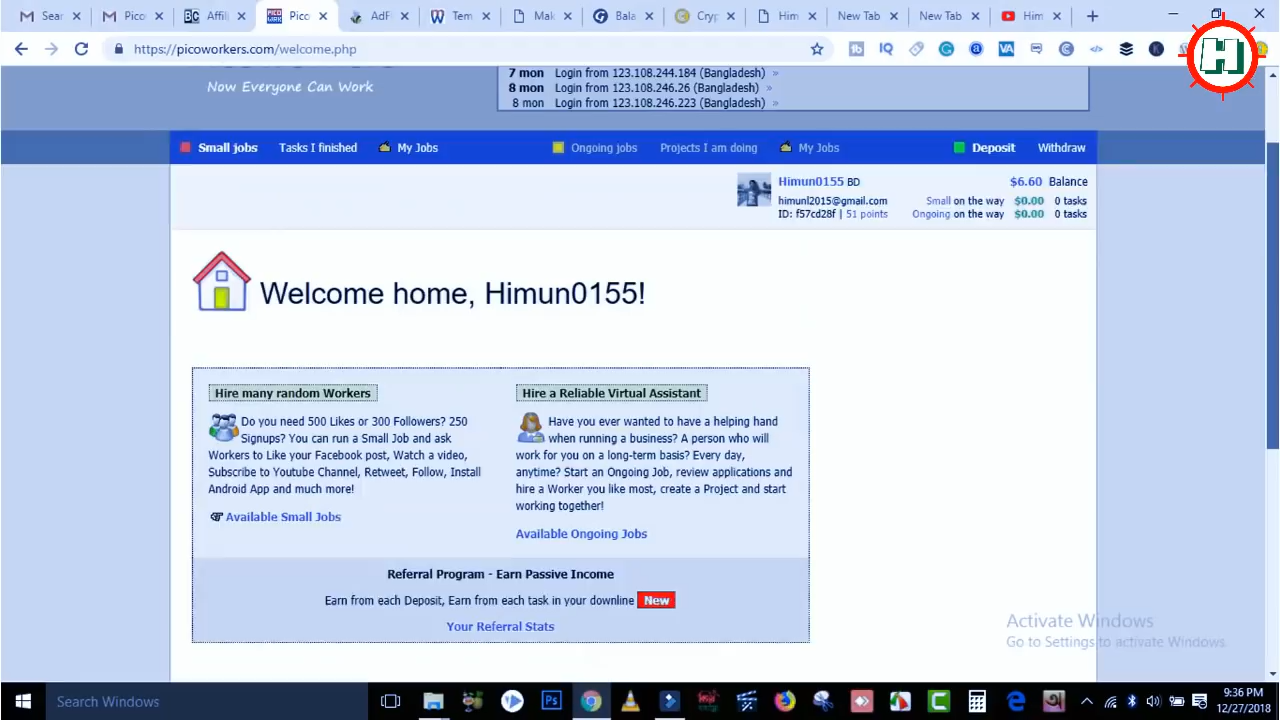 Sear
Pico
Affili
Pico
AdF
Tem
Mak
Bala
Cryp
Him
New Tab
New Tab
Him
https://picoworkers.com/welcome.php
Now Everyone Can Work
7 mon Login from 123.108.244.184 (Bangladesh) »
8 mon Login from 123.108.246.26 (Bangladesh) »
8 mon Login from 123.108.246.223 (Bangladesh) »
Small jobs Tasks I finished My Jobs Ongoing jobs Projects I am doing My Jobs Deposit Withdraw
Himun0155 BD $6.60 Balance
himunl2015@gmail.com Small on the way $0.00 0 tasks
ID: f57cd28f | 51 points Ongoing on the way $0.00 0 tasks
Welcome home, Himun0155!
Hire many random Workers
Do you need 500 Likes or 300 Followers? 250
Signups? You can run a Small Job and ask
Workers to Like your Facebook post, Watch a video,
Subscribe to Youtube Channel, Retweet, Follow, Install
Android App and much more!
Available Small Jobs
Hire a Reliable Virtual Assistant
Have you ever wanted to have a helping hand
when running a business? A person who will
work for you on a long-term basis? Every day,
anytime? Start an Ongoing Job, review applications and
hire a Worker you like most, create a Project and start
working together!
Available Ongoing Jobs
Referral Program - Earn Passive Income
Earn from each Deposit, Earn from each task in your downline New
Your Referral Stats
Activate Windows
Go to Settings to activate Windows.
Search Windows
9:36 PM
12/27/2018